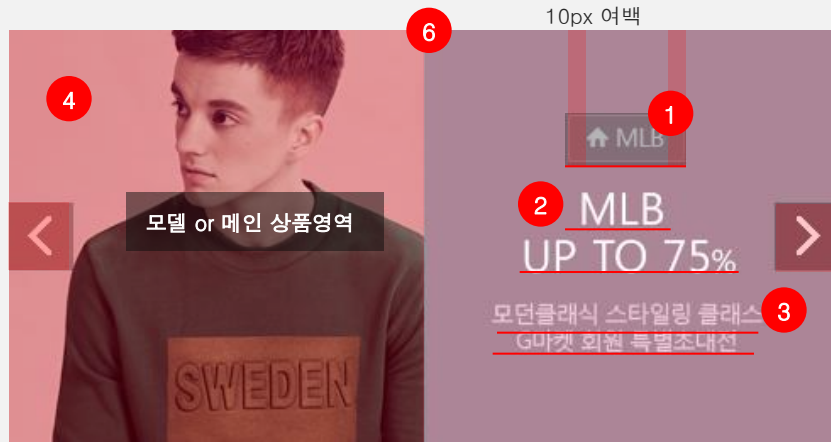 10px 여백
6
4
1
MLB
모델 or 메인 상품영역
2
MLB
UP TO 75%
3
모던클래식 스타일링 클래스
G마켓 회원 특별초대전
SWEDEN